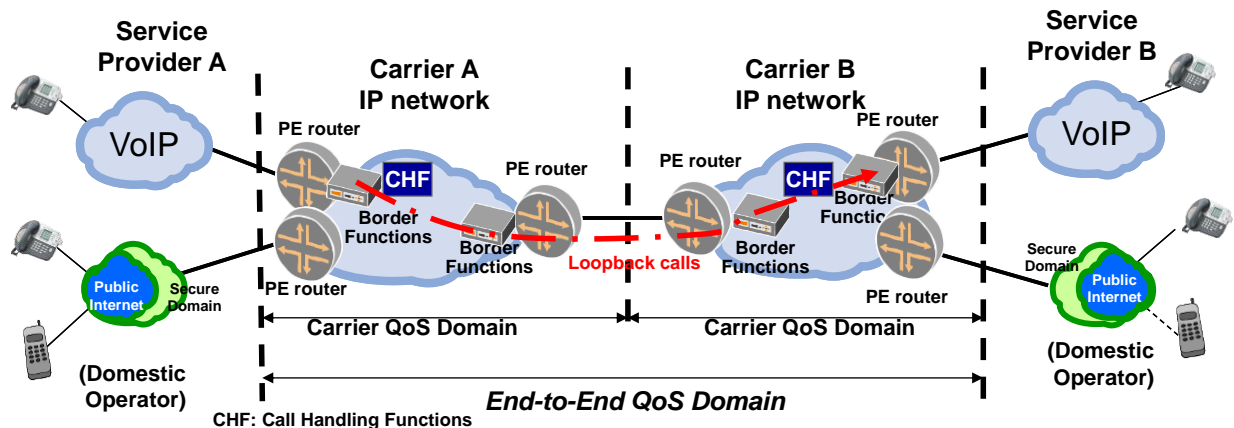 Service
Provider A
Carrier A
IP network
Carrier B
IP network
Service
Provider B
VoIP
PE router
CHF
PE router
PE router
CHF
PE router
VoIP
Border
Functions
Border
Functions
Border
Functions
Border
Functi
Loopback calls
Public
Internet
Secure
Domain
PE router
PE router
Secure
Domain
Public
Internet
Carrier QoS Domain
Carrier QoS Domain
(Domestic
Operator)
(Domestic
Operator)
End-to-End QoS Domain
CHF: Call Handling Functions